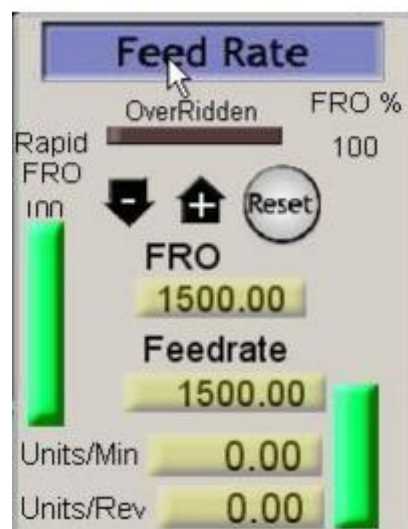 Feed Rate
OverRidden
FRO %
Rapid
FRO
100
100
-
+
Reset
FRO
1500.00
Feedrate
1500.00
Units/Min 0.00
Units/Rev 0.00